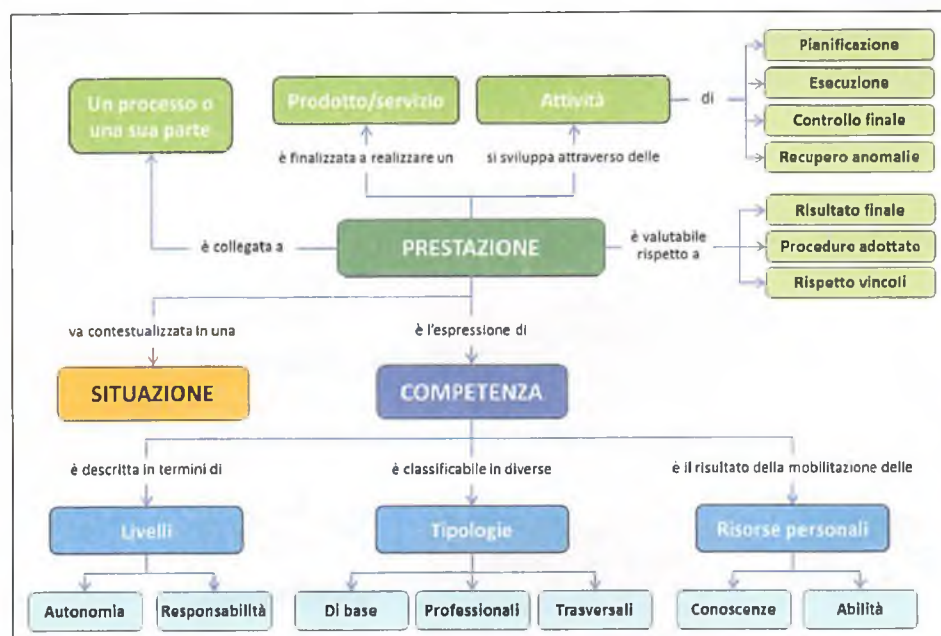 Pianificazione
Un processo o
una sua parte
Prodotto/servizio
Attività
di
Esecuzione
Controllo finale
Recupero anomalie
è finalizzata a realizzare un
si sviluppa attraverso delle
è collegata a
PRESTAZIONE
è valutabile
rispetto a
Risultato finale
Procedure adottato
Rispetto vincoli
va contestualizzata in una
è l'espressione di
SITUAZIONE
COMPETENZA
è descritta in termini di
è classificabile in diverse
è il risultato della mobilitazione delle
Livelli
Tipologie
Risorse personali
Autonomia
Responsabilità
Di base
Professionali
Trasversali
Conoscenze
Abilità